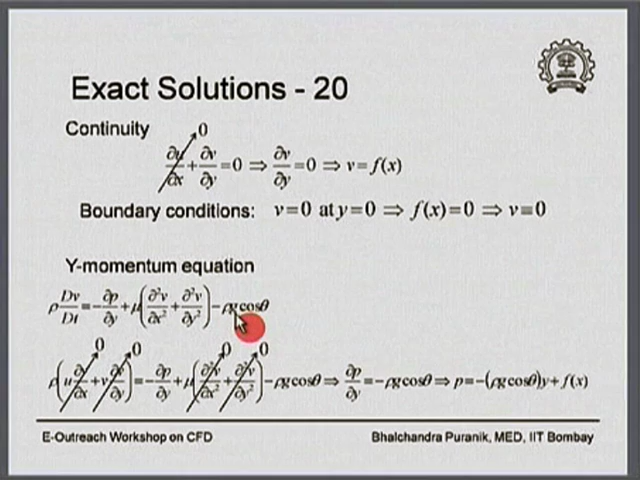 Exact Solutions - 20
Continuity
∂u/∂x + ∂v/∂y = 0 ⇒ ∂v/∂y = 0 ⇒ v = f(x)
0
Boundary conditions: v = 0 at y = 0 ⇒ f(x) = 0 ⇒ v ≡ 0
Y-momentum equation
ρ Dv/Dt = -∂p/∂y + μ(∂²v/∂x² + ∂²v/∂y²) - ρg cosθ
0 0 0 0
ρ(u ∂v/∂x + v ∂v/∂y) = -∂p/∂y + μ(∂²v/∂x² + ∂²v/∂y²) - ρg cosθ ⇒ ∂p/∂y = -ρg cosθ ⇒ p = -(ρg cosθ)y + f(x)
E-Outreach Workshop on CFD
Bhalchandra Puranik, MED, IIT Bombay